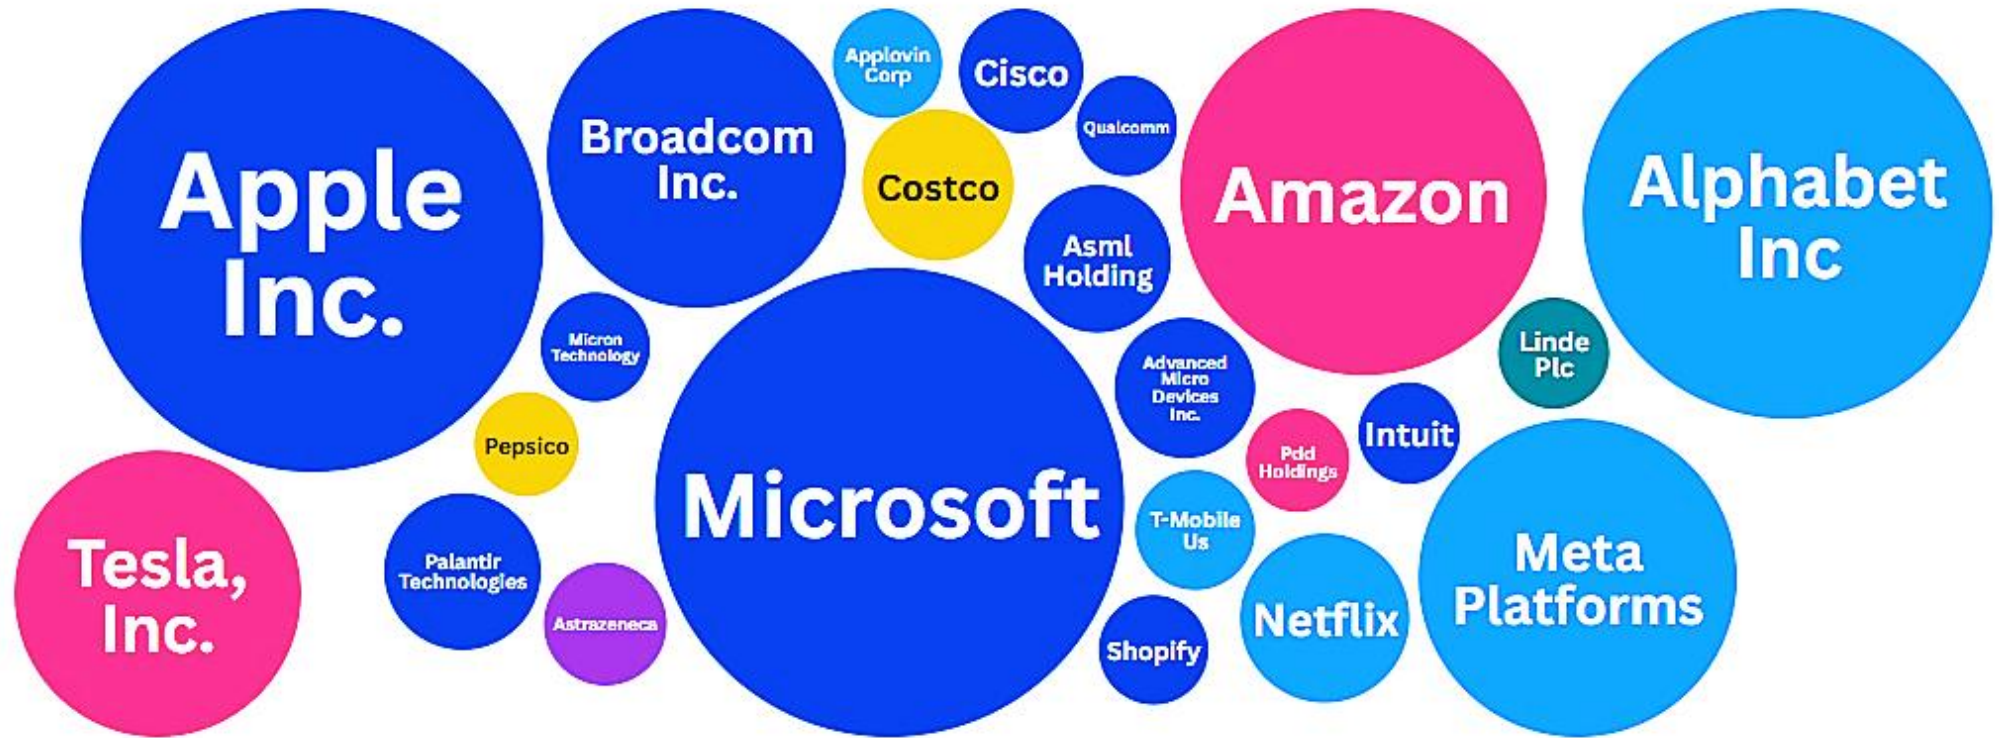 Apple
Inc.
Broadcom
Inc.
Applovin
Corp
Cisco
Qualcomm
Costco
Asml
Holding
Amazon
Alphabet
Inc
Micron
Technology
Pepsico
Microsoft
Advanced
Micro
Devices
Inc.
Linde
Plc
Pdd
Holdings
Intuit
Tesla,
Inc.
Palantir
Technologies
Astrazeneca
T-Mobile
Us
Shopify
Netflix
Meta
Platforms